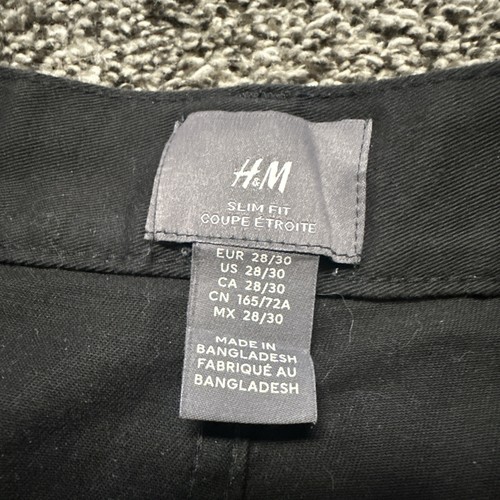 H&M
SLIM FIT
COUPE ÉTROITE
EUR 28/30
US 28/30
CA 28/30
CN 165/72A
MX 28/30
MADE IN
BANGLADESH
FABRIQUÉ AU
BANGLADESH